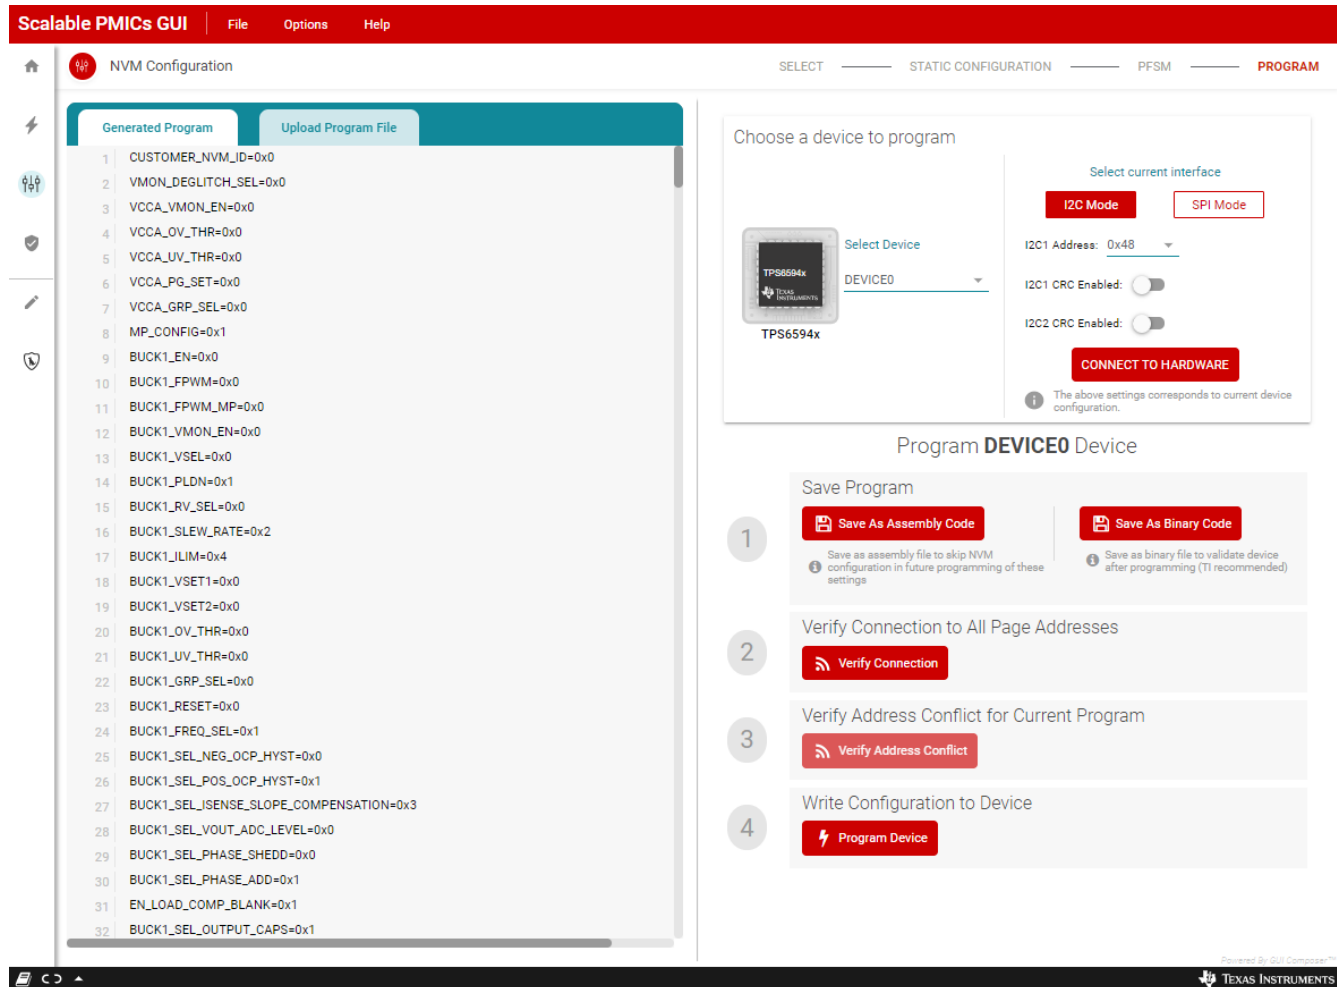 Scalable PMICs GUI
File
Options
Help
NVM Configuration
SELECT
STATIC CONFIGURATION
PFSM
PROGRAM
Generated Program
Upload Program File
1 CUSTOMER_NVM_ID=0x0
2 VMON_DEGLITCH_SEL=0x0
3 VCCA_VMON_EN=0x0
4 VCCA_OV_THR=0x0
5 VCCA_UV_THR=0x0
6 VCCA_PG_SET=0x0
7 VCCA_GRP_SEL=0x0
8 MP_CONFIG=0x1
9 BUCK1_EN=0x0
10 BUCK1_FPWM=0x0
11 BUCK1_FPWM_MP=0x0
12 BUCK1_VMON_EN=0x0
13 BUCK1_VSEL=0x0
14 BUCK1_PLDN=0x1
15 BUCK1_RV_SEL=0x0
16 BUCK1_SLEW_RATE=0x2
17 BUCK1_ILIM=0x4
18 BUCK1_VSET1=0x0
19 BUCK1_VSET2=0x0
20 BUCK1_OV_THR=0x0
21 BUCK1_UV_THR=0x0
22 BUCK1_GRP_SEL=0x0
23 BUCK1_RESET=0x0
24 BUCK1_FREQ_SEL=0x1
25 BUCK1_SEL_NEG_OCP_HYST=0x0
26 BUCK1_SEL_POS_OCP_HYST=0x1
27 BUCK1_SEL_ISENSE_SLOPE_COMPENSATION=0x3
28 BUCK1_SEL_VOUT_ADC_LEVEL=0x0
29 BUCK1_SEL_PHASE_SHEDD=0x0
30 BUCK1_SEL_PHASE_ADD=0x1
31 EN_LOAD_COMP_BLANK=0x1
32 BUCK1_SEL_OUTPUT_CAPS=0x1
Choose a device to program
TPS6594x
TEXAS
INSTRUMENTS
TPS6594x
Select Device
DEVICE0
Select current interface
I2C Mode
SPI Mode
I2C1 Address: 0x48
I2C1 CRC Enabled:
I2C2 CRC Enabled:
CONNECT TO HARDWARE
The above settings corresponds to current device
configuration.
Program DEVICE0 Device
1
Save Program
Save As Assembly Code
Save as assembly file to skip NVM
configuration in future programming of these
settings
Save As Binary Code
Save as binary file to validate device
after programming (TI recommended)
2
Verify Connection to All Page Addresses
Verify Connection
3
Verify Address Conflict for Current Program
Verify Address Conflict
4
Write Configuration to Device
Program Device
Powered By GUI Composer™
TEXAS INSTRUMENTS